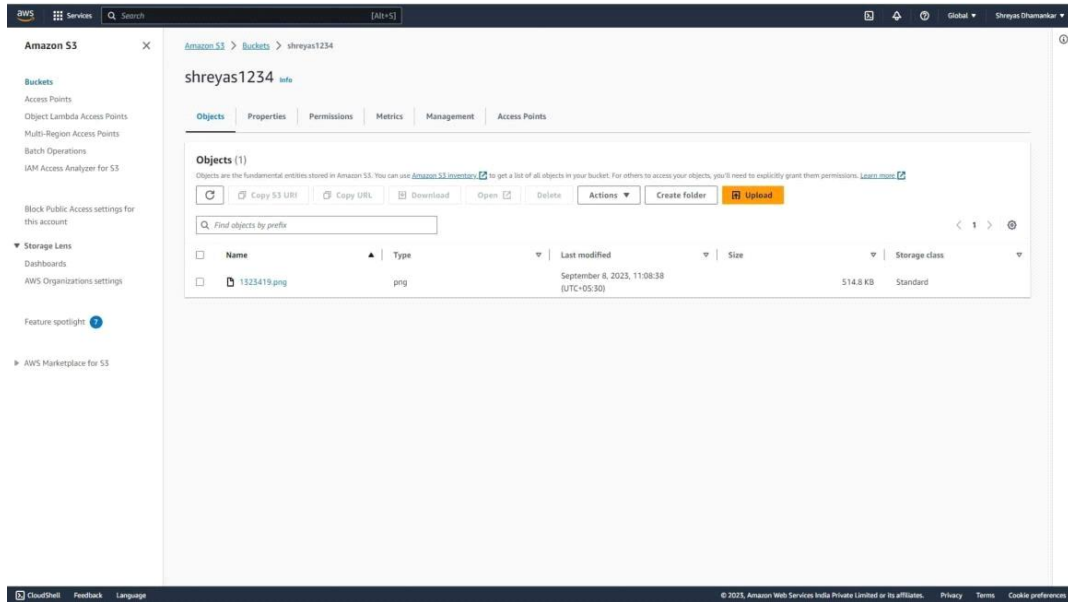 aws Services Search [Alt+S] Global Shreyas Dhamankar
Amazon S3
Buckets
Access Points
Object Lambda Access Points
Multi-Region Access Points
Batch Operations
IAM Access Analyzer for S3
Block Public Access settings for
this account
Storage Lens
Dashboards
AWS Organizations settings
Feature spotlight 7
AWS Marketplace for S3
Amazon S3 > Buckets > shreyas1234
shreyas1234 Info
Objects Properties Permissions Metrics Management Access Points
Objects (1)
Objects are the fundamental entities stored in Amazon S3. You can use Amazon S3 inventory to get a list of all objects in your bucket. For others to access your objects, you'll need to explicitly grant them permissions. Learn more
Copy S3 URI Copy URL Download Open Delete Actions Create folder Upload
Find objects by prefix < 1 >
Name Type Last modified Size Storage class
1323419.png png September 8, 2023, 11:08:38 514.8 KB Standard
(UTC+05:30)
CloudShell Feedback Language © 2023, Amazon Web Services India Private Limited or its affiliates. Privacy Terms Cookie preferences